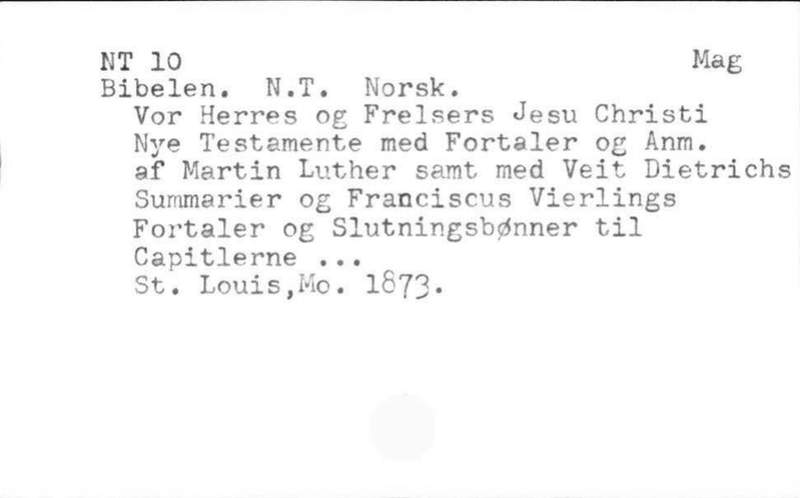 NT 10 Mag
Bibelen. N.T. Norsk.
Vor Herres og Frelsers Jesu Christi
Nye Testamente med Fortaler og Anm.
af Martin Luther samt med Veit Dietrichs
Summarier og Franciscus Vierlings
Fortaler og Slutningsbønner til
Capitlerne ...
St. Louis,Mo. 1873.